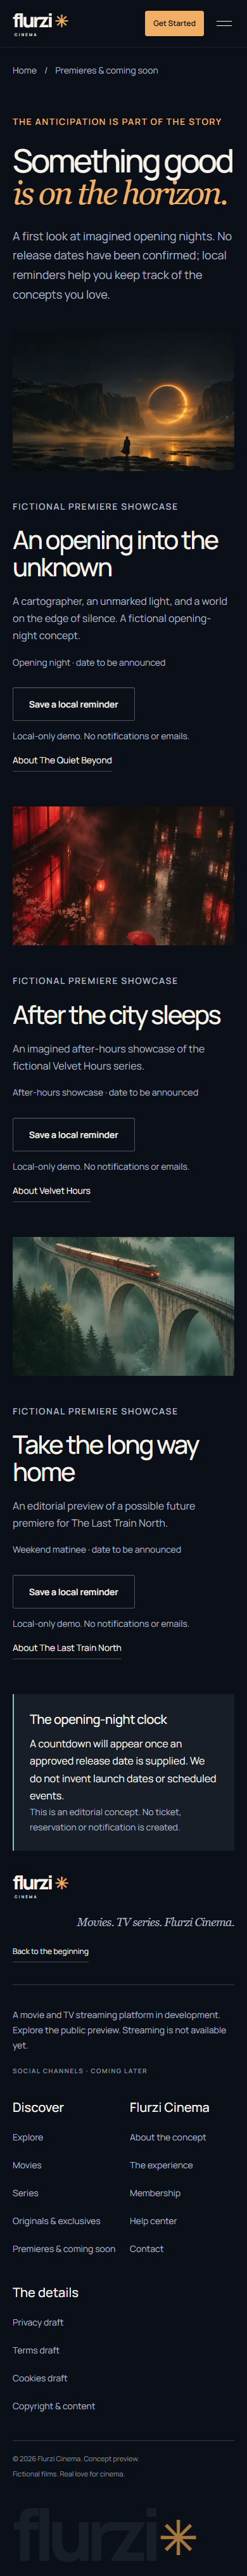 flurzi
CINEMA
Get Started
Home / Premieres & coming soon
THE ANTICIPATION IS PART OF THE STORY
Something good
is on the horizon.
A first look at imagined opening nights. No
release dates have been confirmed; local
reminders help you keep track of the
concepts you love.
FICTIONAL PREMIERE SHOWCASE
An opening into the
unknown
A cartographer, an unmarked light, and a world
on the edge of silence. A fictional opening-
night concept.
Opening night · date to be announced
Save a local reminder
Local-only demo. No notifications or emails.
About The Quiet Beyond
FICTIONAL PREMIERE SHOWCASE
After the city sleeps
An imagined after-hours showcase of the
fictional Velvet Hours series.
After-hours showcase · date to be announced
Save a local reminder
Local-only demo. No notifications or emails.
About Velvet Hours
FICTIONAL PREMIERE SHOWCASE
Take the long way
home
An editorial preview of a possible future
premiere for The Last Train North.
Weekend matinee · date to be announced
Save a local reminder
Local-only demo. No notifications or emails.
About The Last Train North
The opening-night clock
A countdown will appear once an
approved release date is supplied. We
do not invent launch dates or scheduled
events.
This is an editorial concept. No ticket,
reservation or notification is created.
flurzi
CINEMA
Movies. TV series. Flurzi Cinema.
Back to the beginning
A movie and TV streaming platform in development.
Explore the public preview. Streaming is not available
yet.
SOCIAL CHANNELS · COMING LATER
Discover
Explore
Movies
Series
Originals & exclusives
Premieres & coming soon
Flurzi Cinema
About the concept
The experience
Membership
Help center
Contact
The details
Privacy draft
Terms draft
Cookies draft
Copyright & content
© 2026 Flurzi Cinema. Concept preview.
Fictional films. Real love for cinema.
flurzi